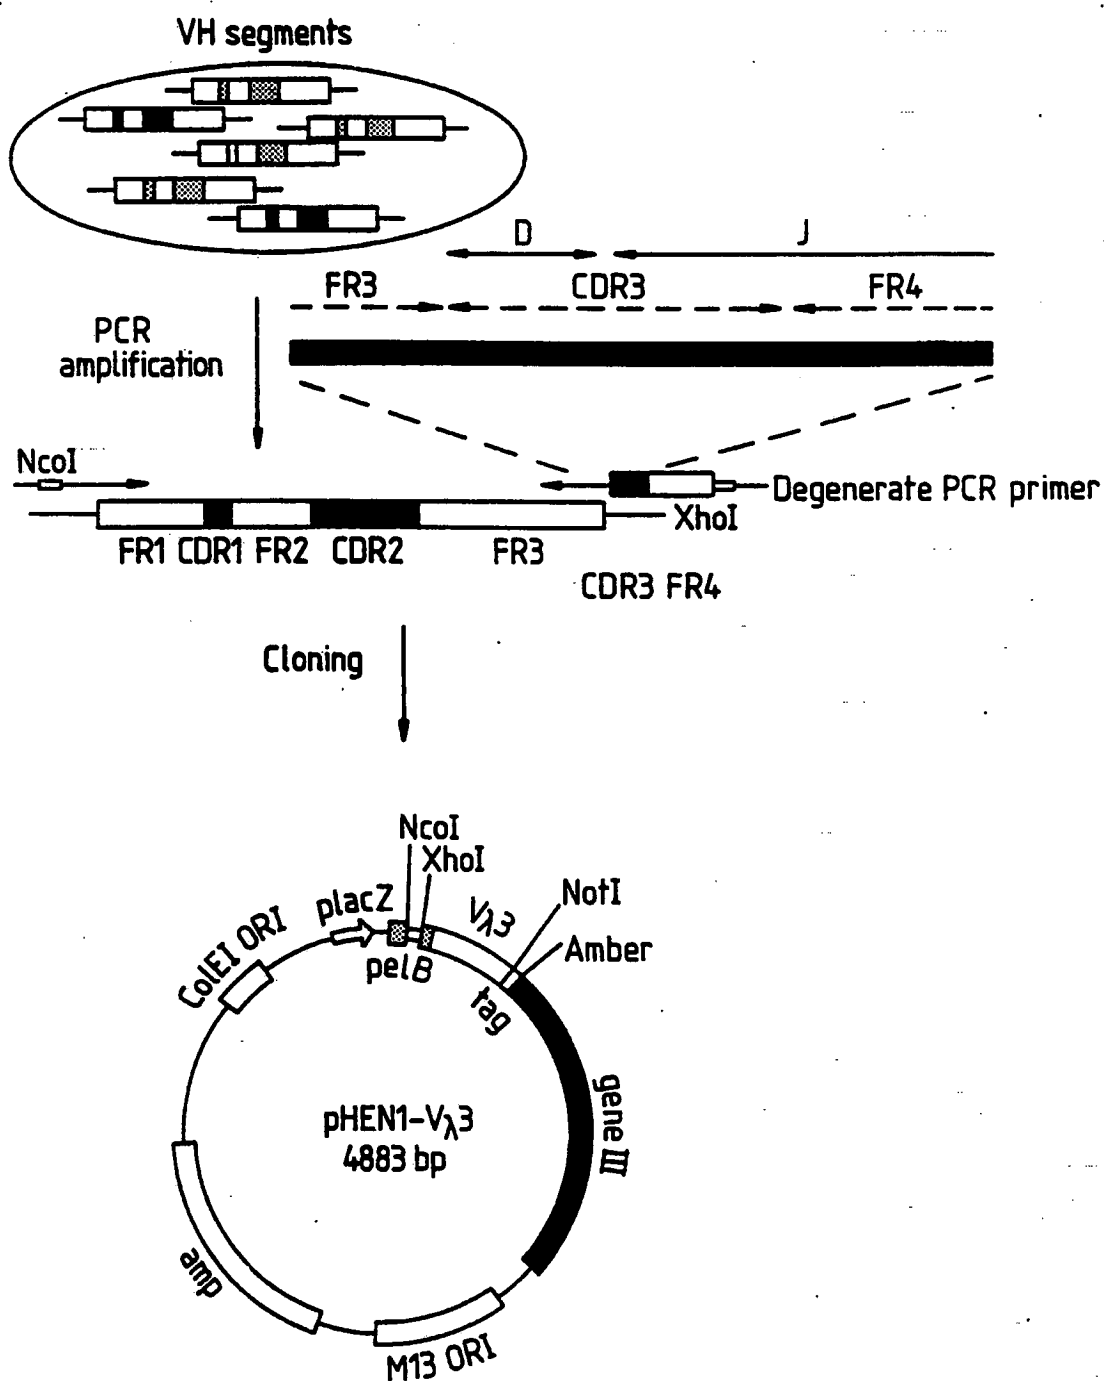 VH segments
D
J
FR3
CDR3
FR4
PCR
amplification
NcoI
Degenerate PCR primer
XhoI
FR1 CDR1 FR2 CDR2
FR3
CDR3 FR4
Cloning
NcoI
XhoI
placZ
Vλ3
NotI
Amber
ColEI ORI
pelB
tag
gene III
pHEN1-Vλ3
4883 bp
amp
M13 ORI